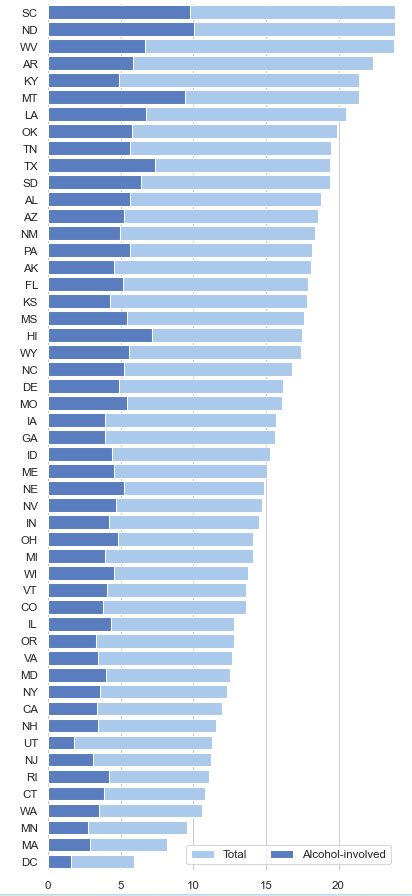 SC
ND
WV
AR
KY
MT
LA
OK
TN
TX
SD
AL
AZ
NM
PA
AK
FL
KS
MS
HI
WY
NC
DE
MO
IA
GA
ID
ME
NE
NV
IN
OH
MI
WI
VT
CO
IL
OR
VA
MD
NY
CA
NH
UT
NJ
RI
CT
WA
MN
MA
DC
Total Alcohol-involved
0 5 10 15 20